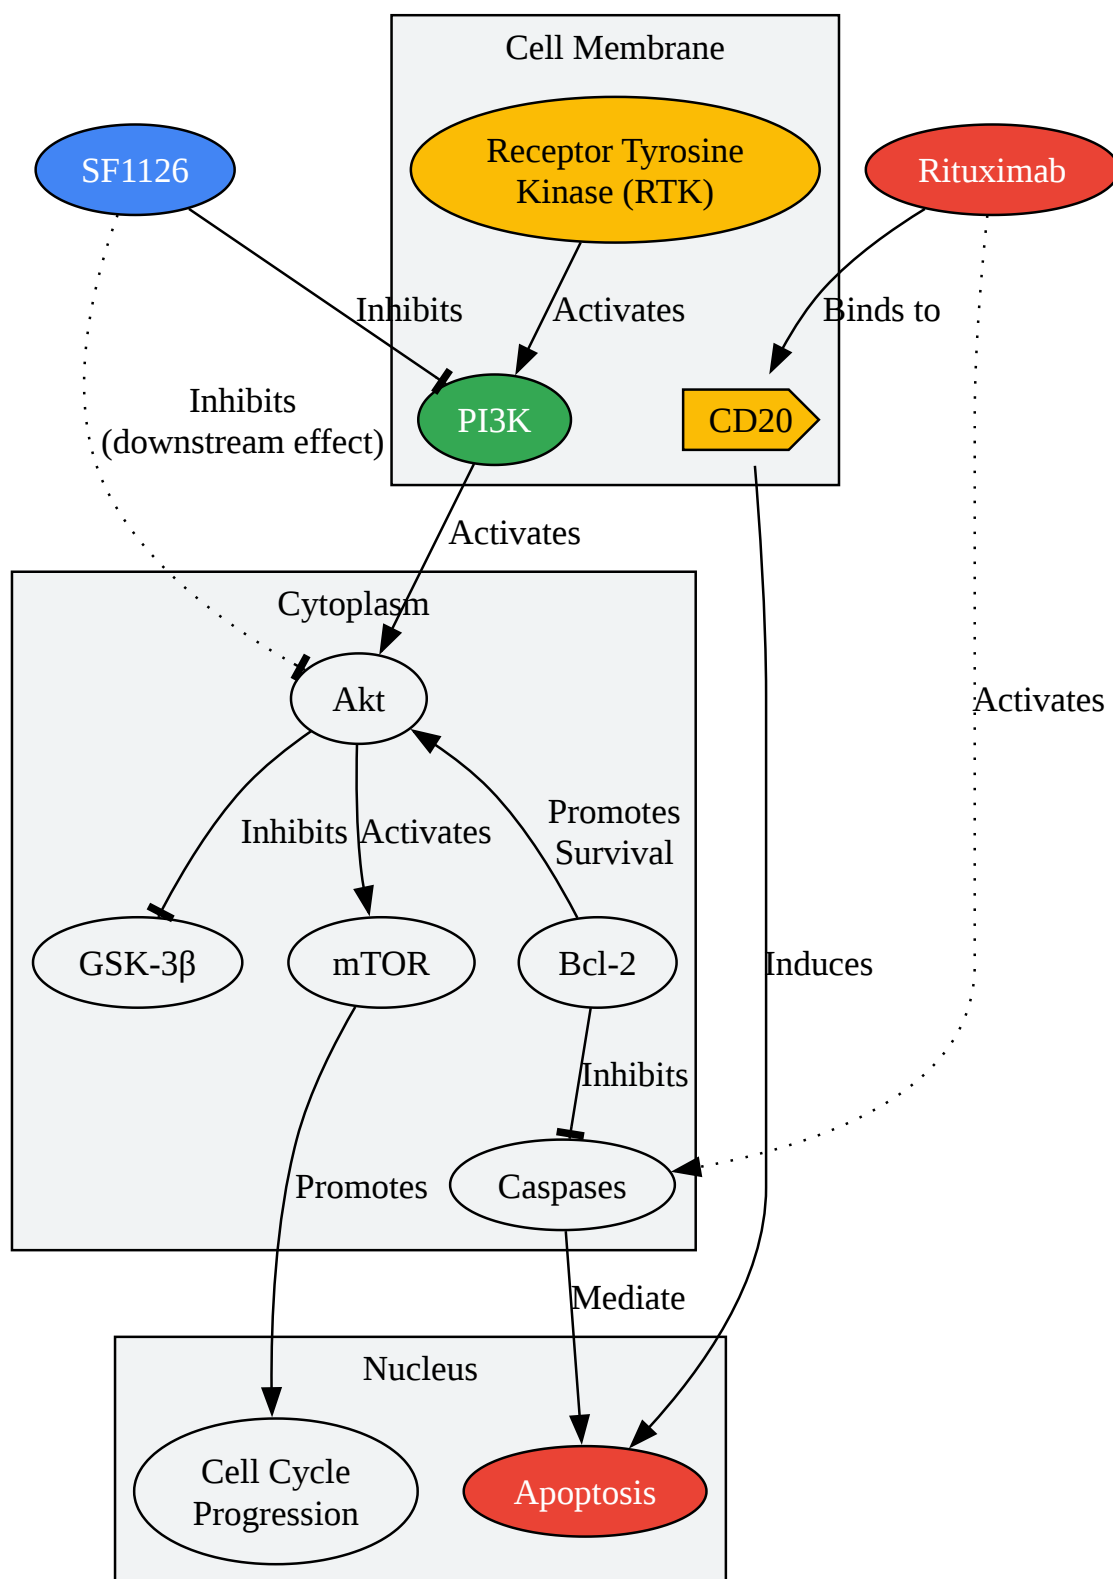 Cell Membrane
SF1126
Receptor Tyrosine
Kinase (RTK)
Rituximab
Inhibits
Activates
Binds to
Inhibits
(downstream effect)
PI3K
CD20
Activates
Cytoplasm
Akt
Activates
Inhibits
Activates
Promotes
Survival
GSK-3β
mTOR
Bcl-2
Induces
Inhibits
Promotes
Caspases
Mediate
Nucleus
Cell Cycle
Progression
Apoptosis